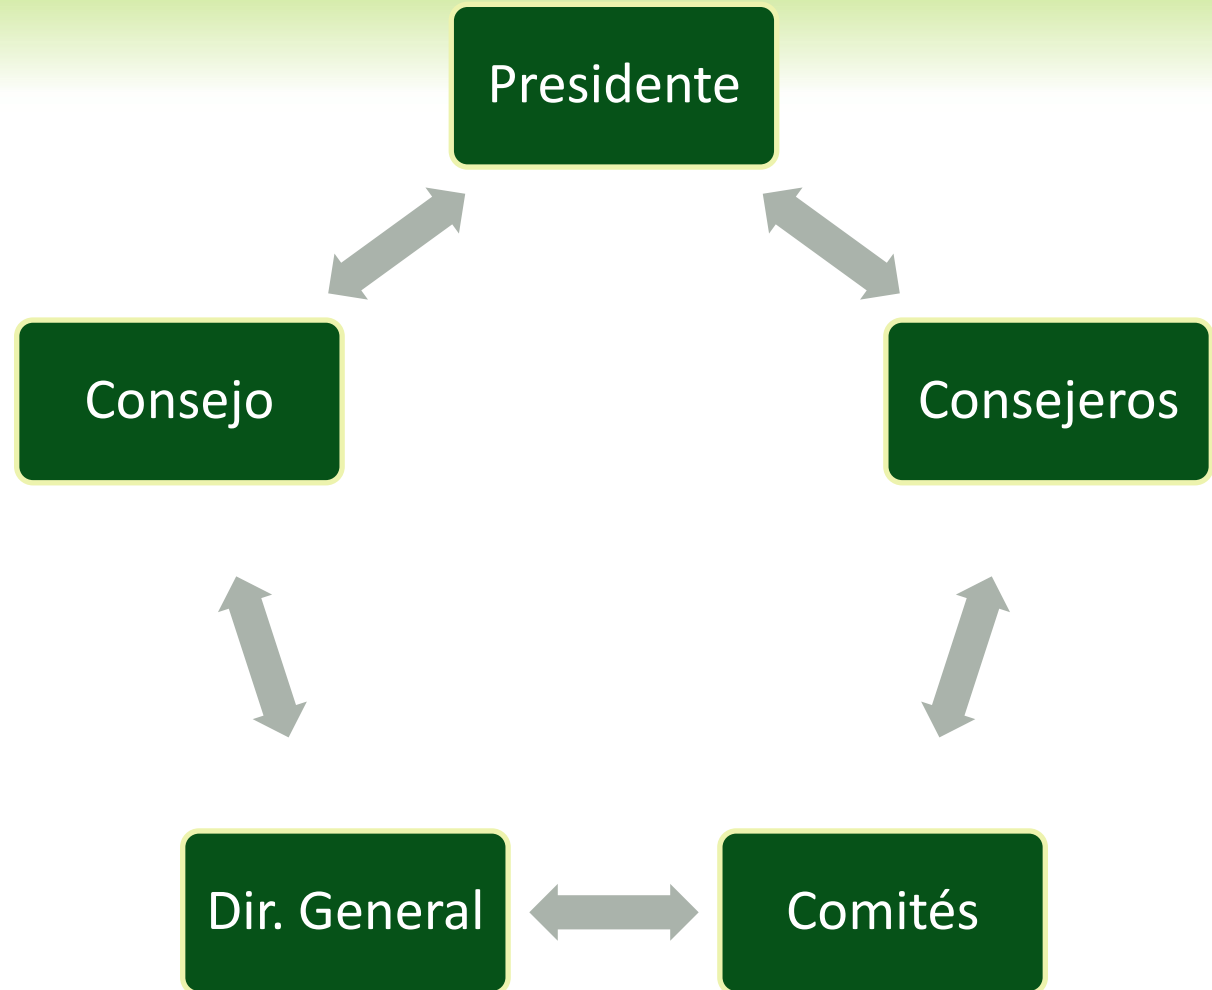 Presidente
Consejo
Consejeros
Dir. General
Comités